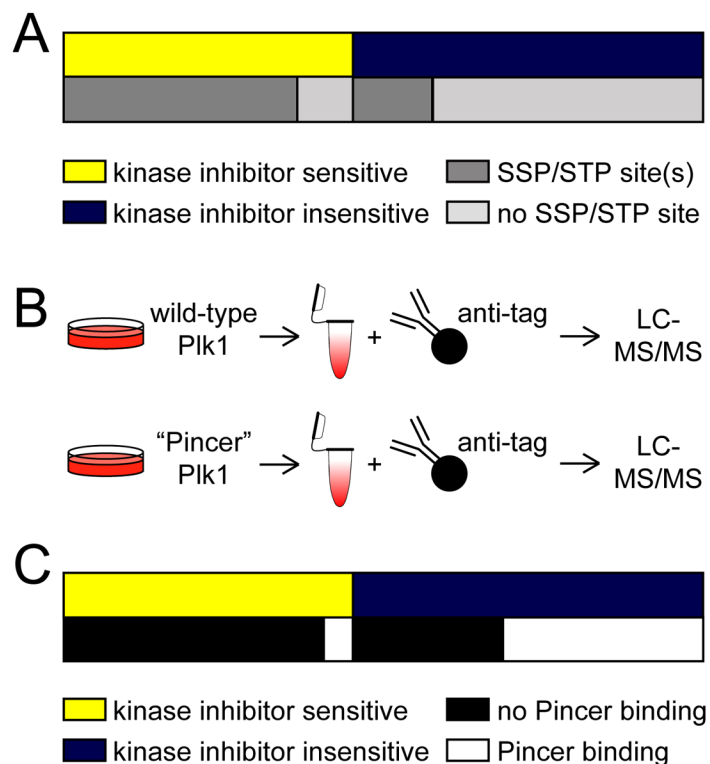 A
kinase inhibitor sensitive
SSP/STP site(s)
kinase inhibitor insensitive
no SSP/STP site
B
wild-type
Plk1
+
anti-tag
LC-
MS/MS
“Pincer”
Plk1
+
anti-tag
LC-
MS/MS
C
kinase inhibitor sensitive
no Pincer binding
kinase inhibitor insensitive
Pincer binding